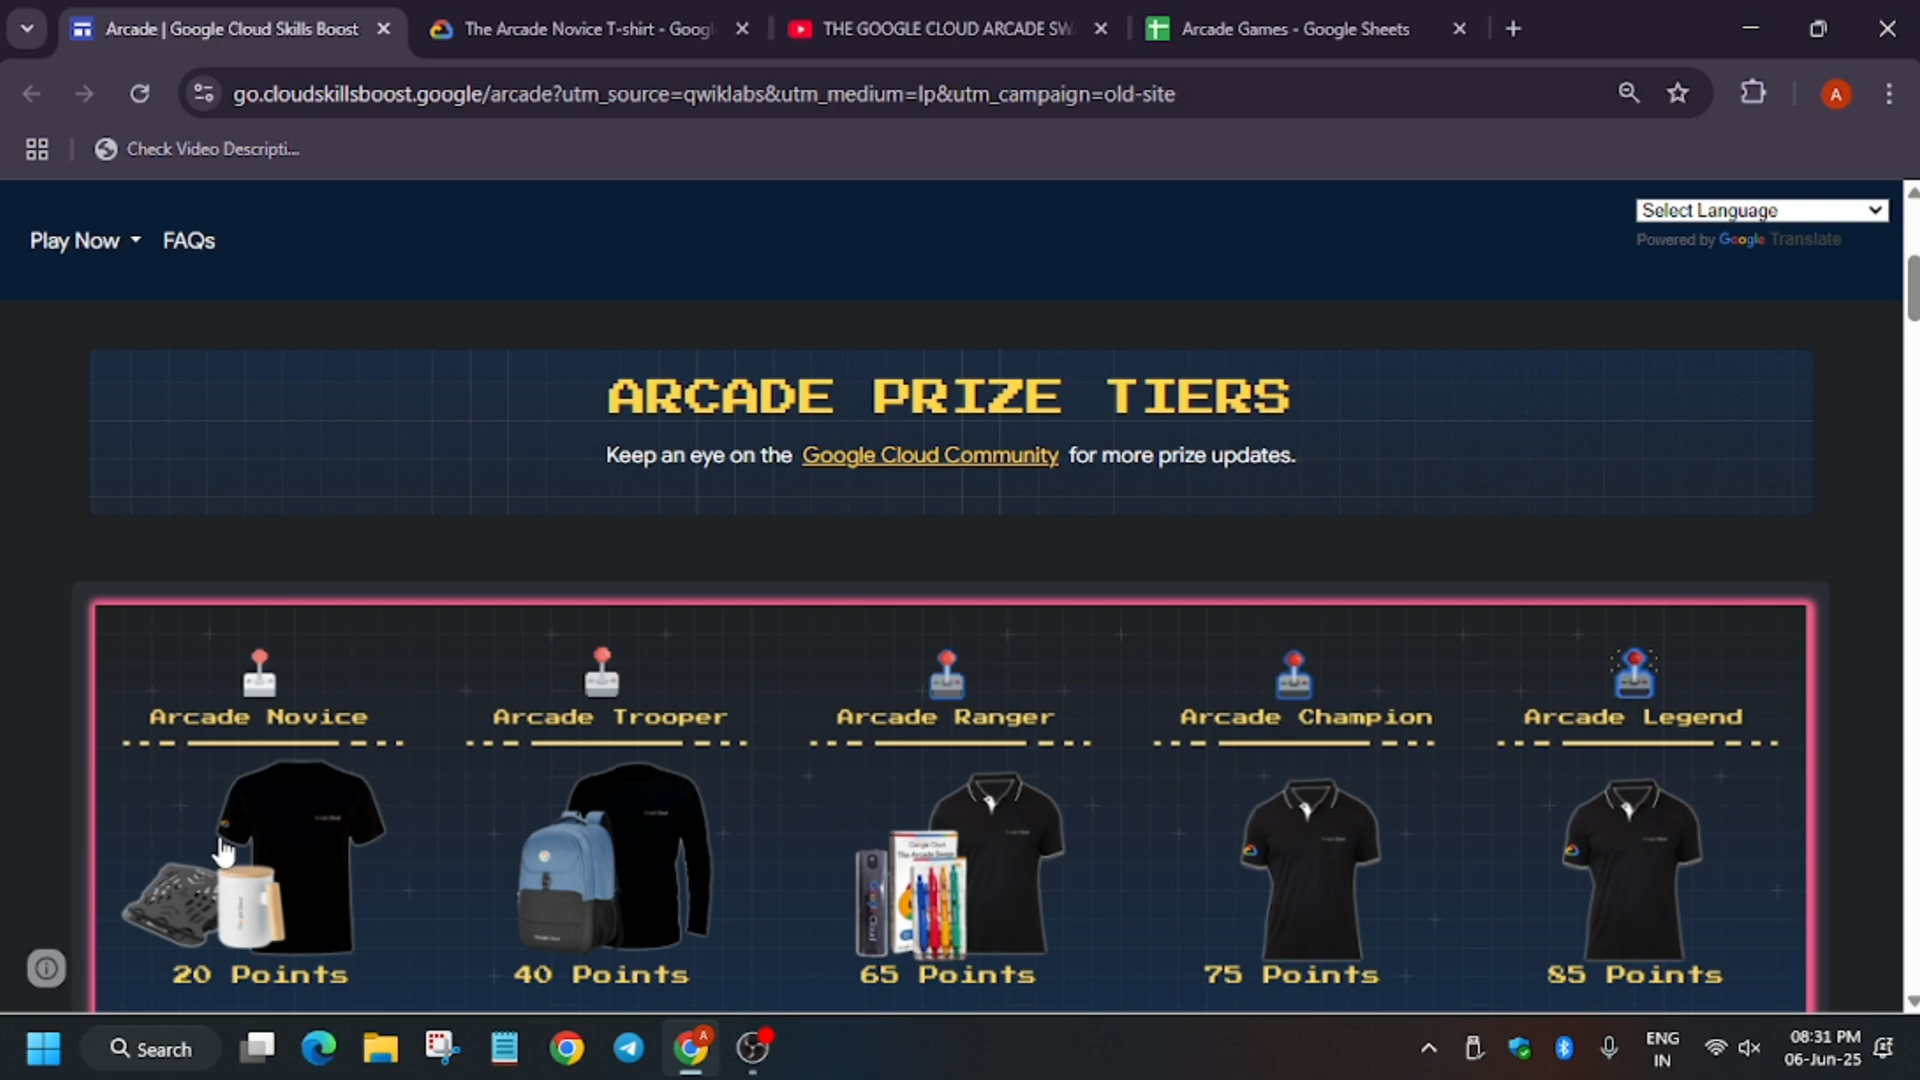 Arcade | Google Cloud Skills Boost
The Arcade Novice T-shirt - Googl
THE GOOGLE CLOUD ARCADE SW
Arcade Games - Google Sheets
go.cloudskillsboost.google/arcade?utm_source=qwiklabs&utm_medium=lp&utm_campaign=old-site
A
Check Video Descripti...
Play Now
FAQs
Select Language
Powered by Google Translate
ARCADE PRIZE TIERS
Keep an eye on the Google Cloud Community for more prize updates.
Arcade Novice
Arcade Trooper
Arcade Ranger
Arcade Champion
Arcade Legend
Google Cloud
20 Points
40 Points
65 Points
75 Points
85 Points
Search
A
ENG
IN
08:31 PM
06-Jun-25